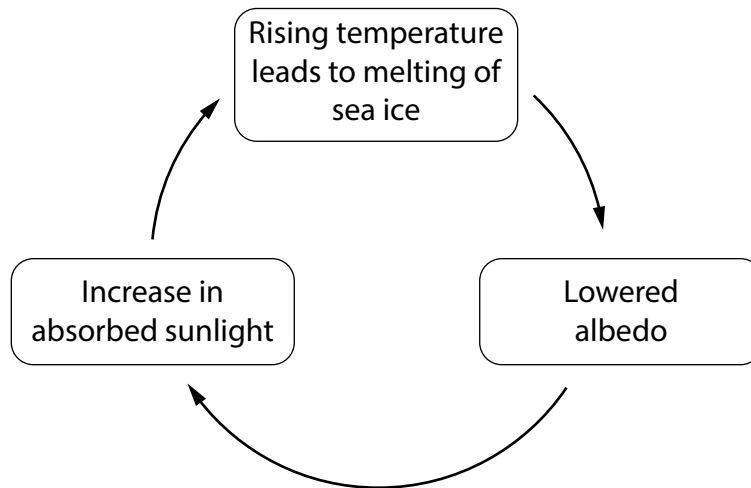 Rising temperature
leads to melting of
sea ice
Increase in
absorbed sunlight
Lowered
albedo